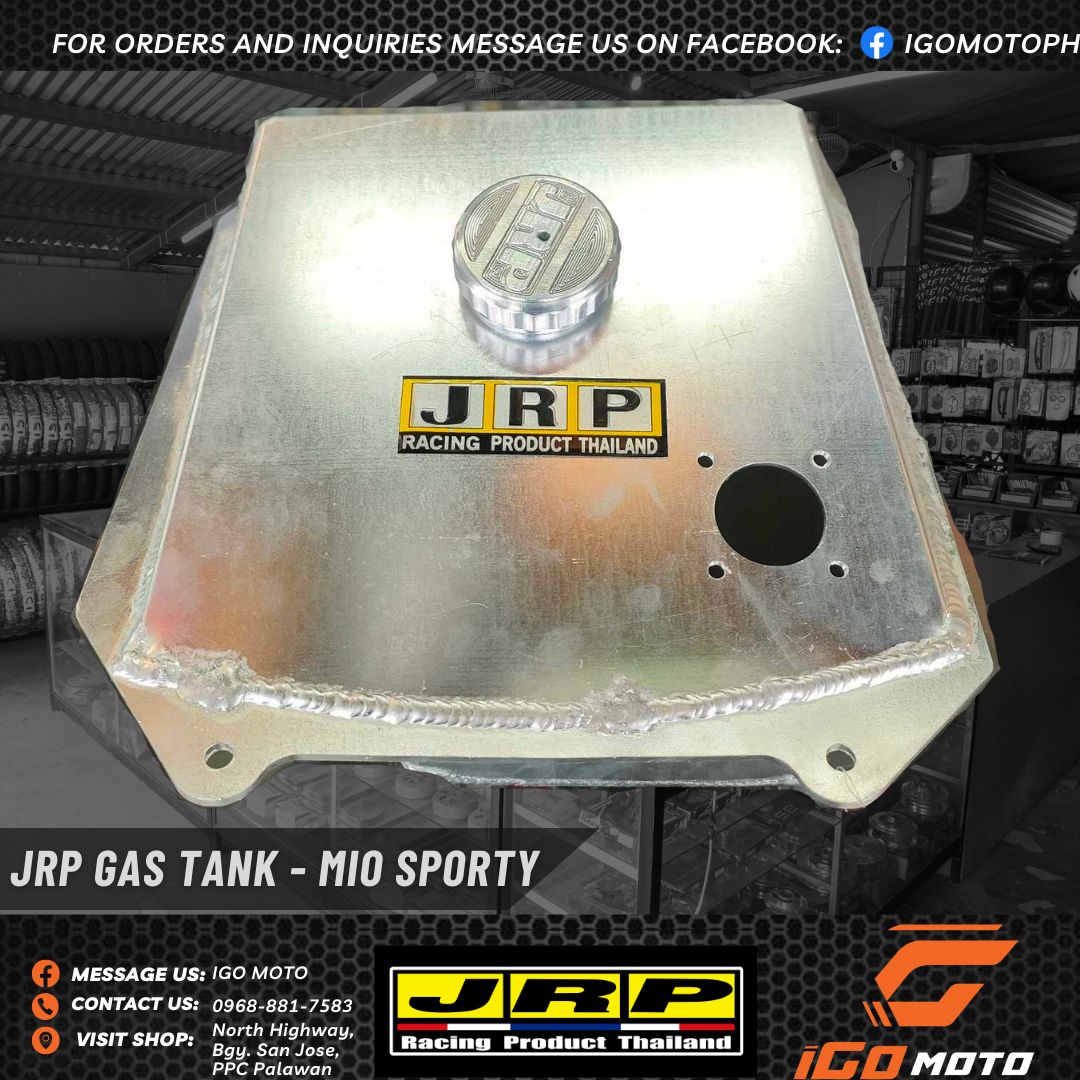 FOR ORDERS AND INQUIRIES MESSAGE US ON FACEBOOK: IGOMOTOPH
JRP
JRP
RACING PRODUCT THAILAND
JRP GAS TANK - MIO SPORTY
MESSAGE US: IGO MOTO
CONTACT US: 0968-881-7583
VISIT SHOP: North Highway,
Bgy. San Jose,
PPC Palawan
JRP
Racing Product Thailand
iGO MOTO